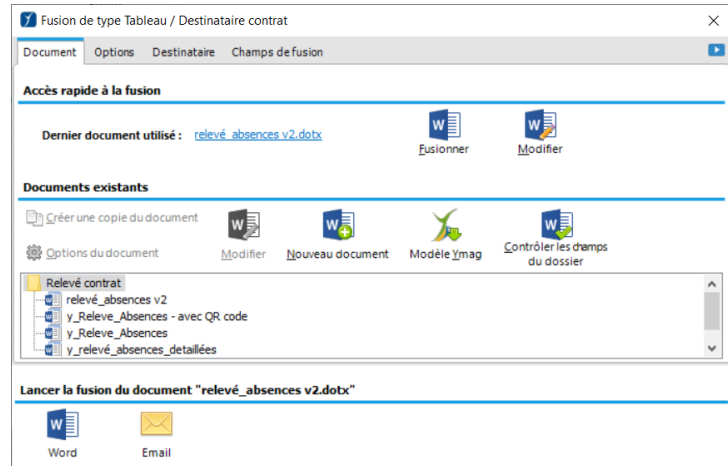 Fusion de type Tableau / Destinataire contrat
Document Options Destinataire Champs de fusion
Accès rapide à la fusion
Dernier document utilisé : relevé_absences v2.dotx
Fusionner Modifier
Documents existants
Créer une copie du document
Options du document
Modifier Nouveau document Modèle Ymag Contrôler les champs
du dossier
Relevé contrat
relevé_absences v2
y_Releve_Absences - avec QR code
y_Releve_Absences
y_relevé_absences_detaillées
Lancer la fusion du document "relevé_absences v2.dotx"
Word Email